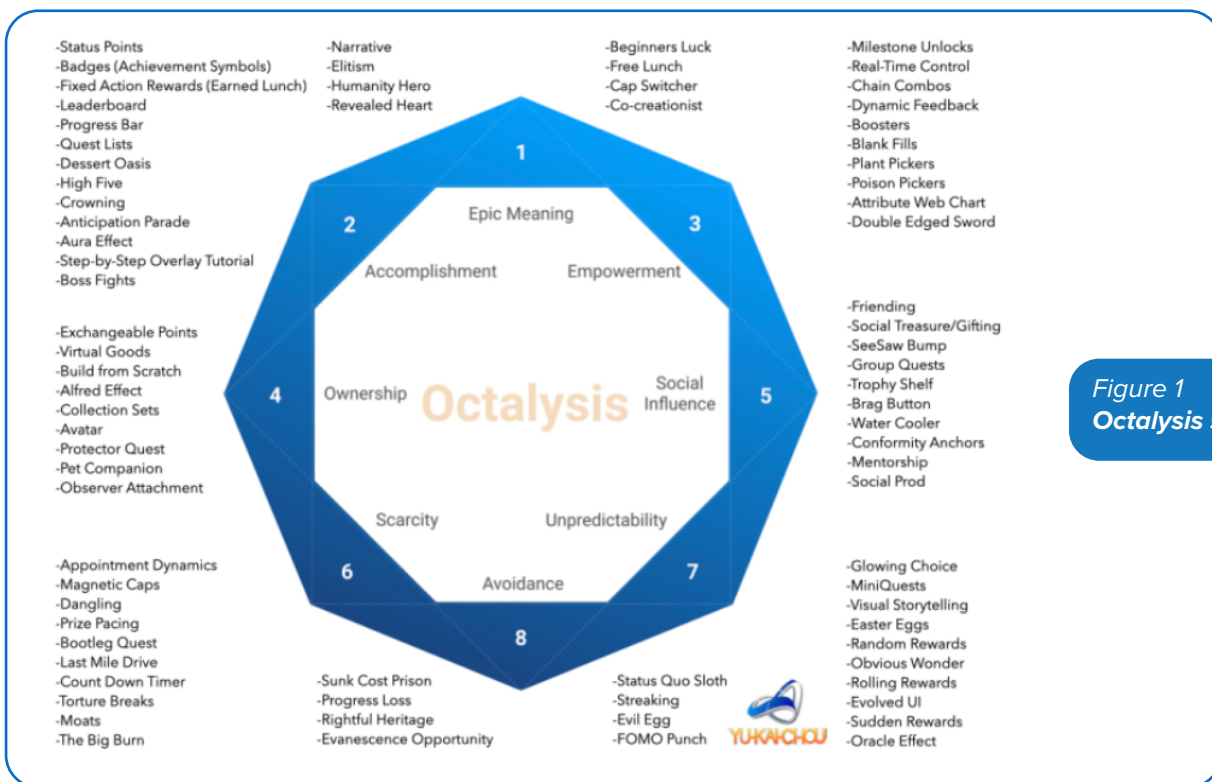 -Status Points
-Badges (Achievement Symbols)
-Fixed Action Rewards (Earned Lunch)
-Leaderboard
-Progress Bar
-Quest Lists
-Dessert Oasis
-High Five
-Crowning
-Anticipation Parade
-Aura Effect
-Step-by-Step Overlay Tutorial
-Boss Fights
-Narrative
-Elitism
-Humanity Hero
-Revealed Heart
-Beginners Luck
-Free Lunch
-Cap Switcher
-Co-creationist
-Milestone Unlocks
-Real-Time Control
-Chain Combos
-Dynamic Feedback
-Boosters
-Blank Fills
-Plant Pickers
-Poison Pickers
-Attribute Web Chart
-Double Edged Sword
1
Epic Meaning
2
Accomplishment
3
Empowerment
-Exchangeable Points
-Virtual Goods
-Build from Scratch
-Alfred Effect
-Collection Sets
-Avatar
-Protector Quest
-Pet Companion
-Observer Attachment
4
Ownership
Octalysis
Social
Influence
5
-Friending
-Social Treasure/Gifting
-SeeSaw Bump
-Group Quests
-Trophy Shelf
-Brag Button
-Water Cooler
-Conformity Anchors
-Mentorship
-Social Prod
Figure 1
Octalysis
Scarcity
Unpredictability
6
Avoidance
7
8
-Appointment Dynamics
-Magnetic Caps
-Dangling
-Prize Pacing
-Bootleg Quest
-Last Mile Drive
-Count Down Timer
-Torture Breaks
-Moats
-The Big Burn
-Sunk Cost Prison
-Progress Loss
-Rightful Heritage
-Evanescence Opportunity
-Status Quo Sloth
-Streaking
-Evil Egg
-FOMO Punch
YU-KAI CHOU
-Glowing Choice
-MiniQuests
-Visual Storytelling
-Easter Eggs
-Random Rewards
-Obvious Wonder
-Rolling Rewards
-Evolved UI
-Sudden Rewards
-Oracle Effect